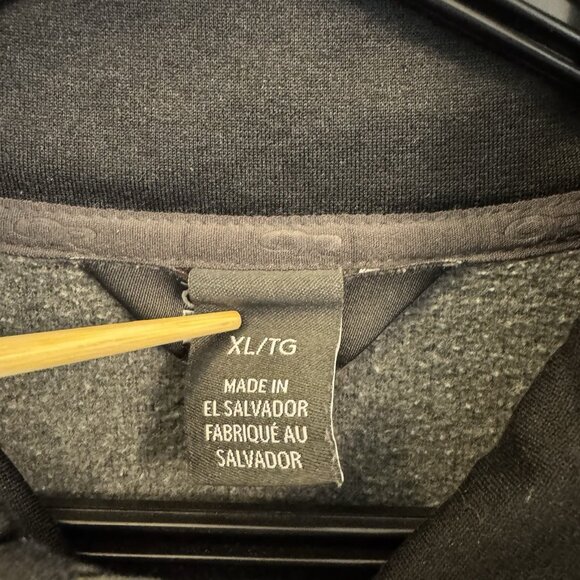 XL/TG
MADE IN
EL SALVADOR
FABRIQUÉ AU
SALVADOR